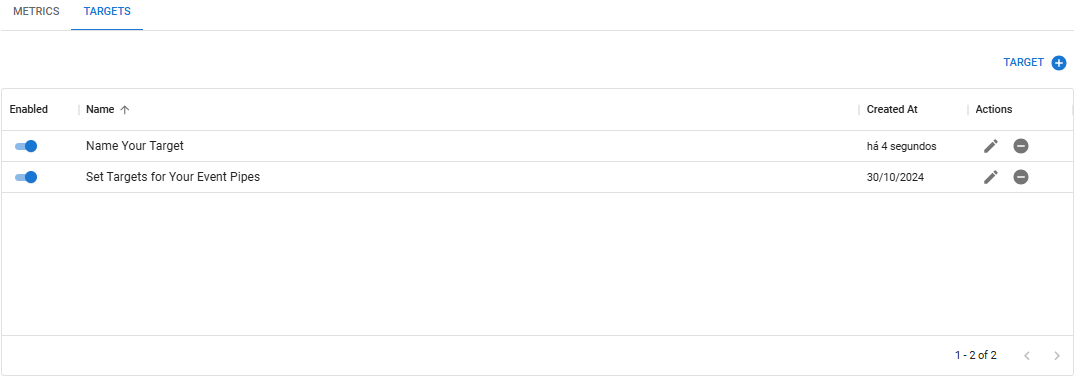 METRICS TARGETS
TARGET
Enabled Name Created At Actions
Name Your Target há 4 segundos
Set Targets for Your Event Pipes 30/10/2024
1 - 2 of 2